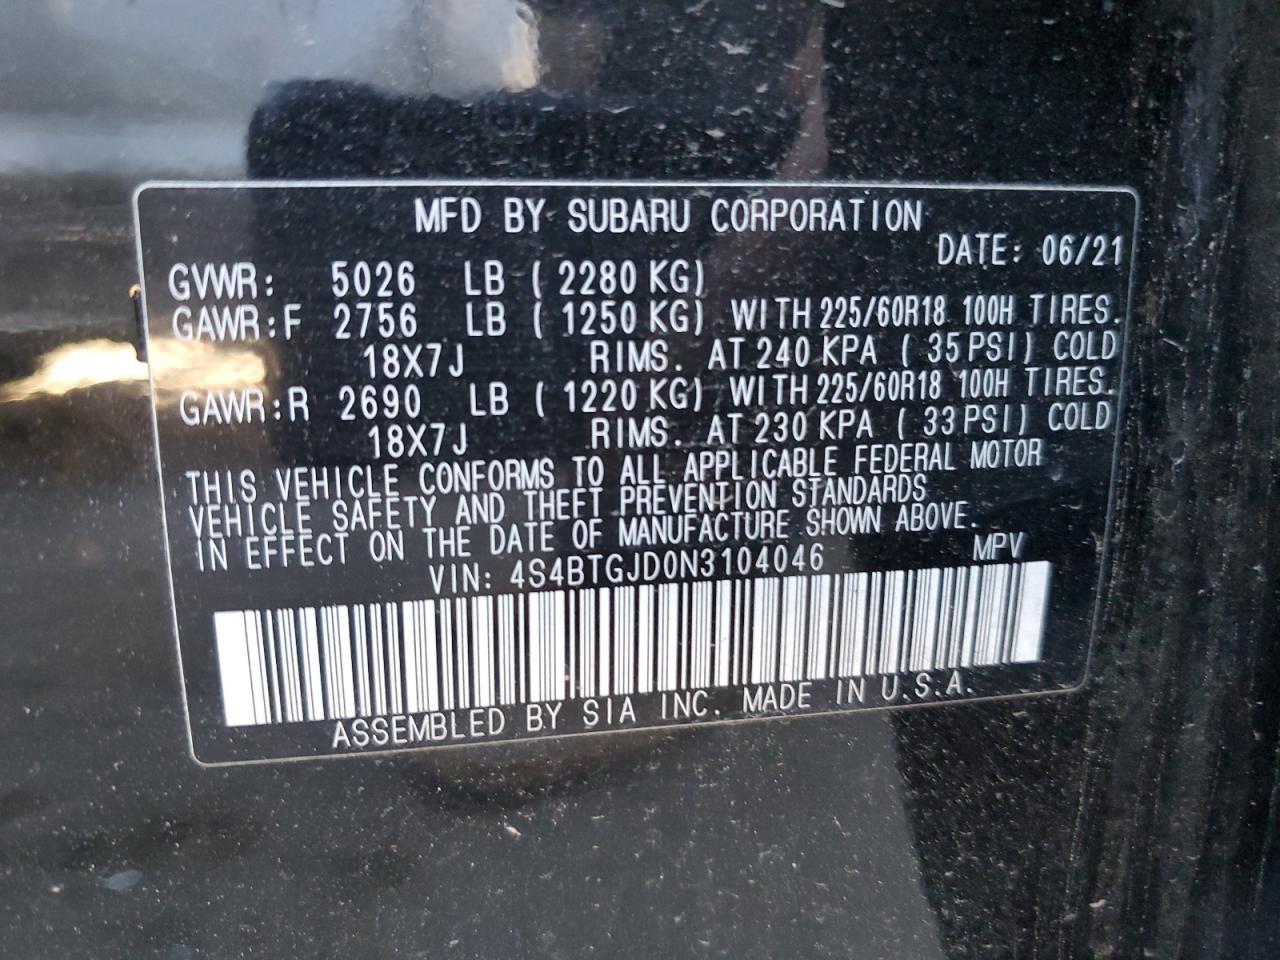 MFD BY SUBARU CORPORATION
DATE: 06/21
GVWR: 5026 LB ( 2280 KG)
GAWR:F 2756 LB ( 1250 KG) WITH 225/60R18 100H TIRES.
18X7J RIMS. AT 240 KPA ( 35PSI) COLD
GAWR:R 2690 LB ( 1220 KG) WITH 225/60R18 100H TIRES.
18X7J RIMS. AT 230 KPA ( 33PSI) COLD
THIS VEHICLE CONFORMS TO ALL APPLICABLE FEDERAL MOTOR
VEHICLE SAFETY AND THEFT PREVENTION STANDARDS
IN EFFECT ON THE DATE OF MANUFACTURE SHOWN ABOVE.
VIN: 4S4BTGJD0N3104046 MPV
ASSEMBLED BY SIA INC. MADE IN U.S.A.